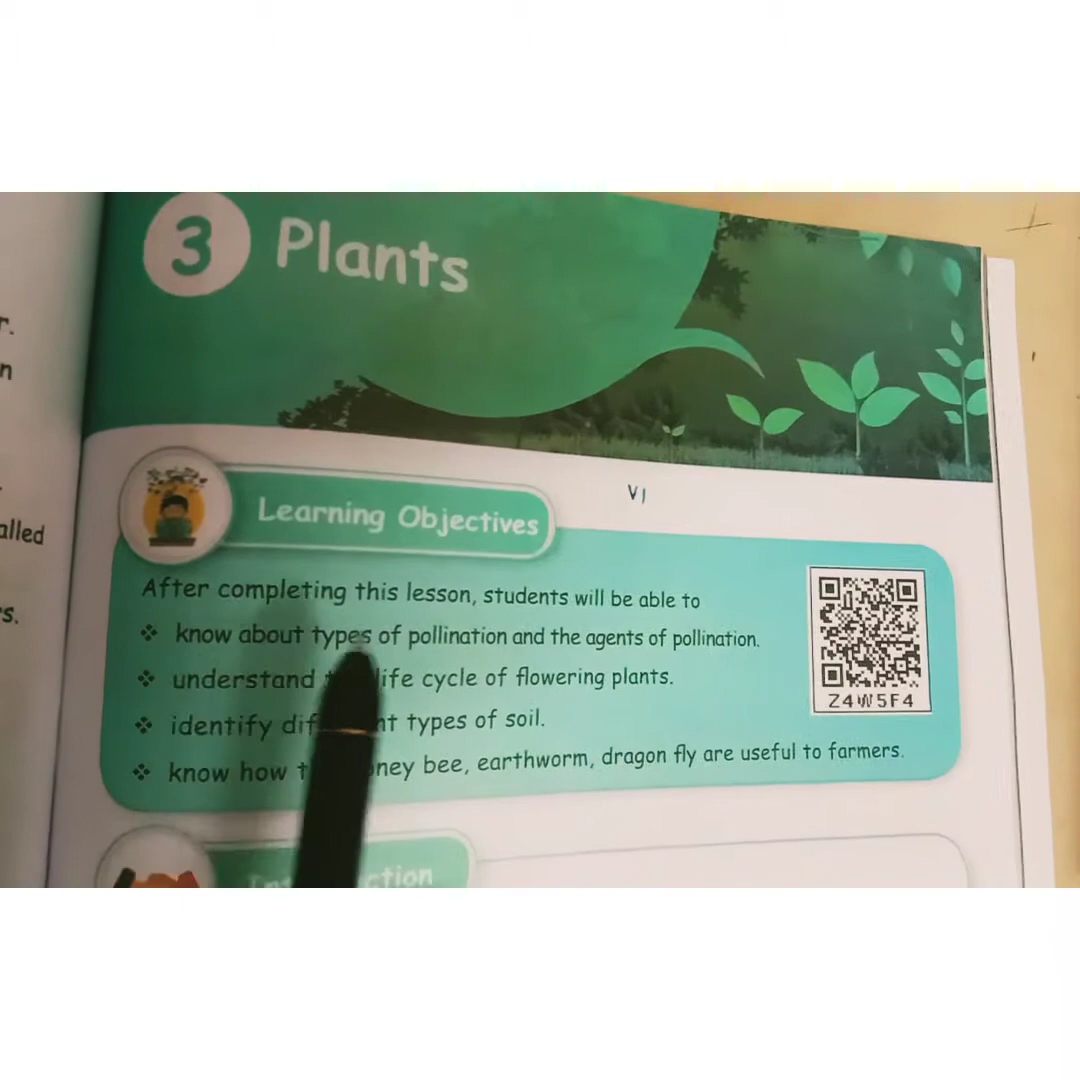 r.
n
alled
s.
3 Plants
Learning Objectives
V1
After completing this lesson, students will be able to
❖ know about types of pollination and the agents of pollination.
❖ understand life cycle of flowering plants.
❖ identify types of soil.
❖ know how bee, earthworm, dragon fly are useful to farmers.
Z4W5F4